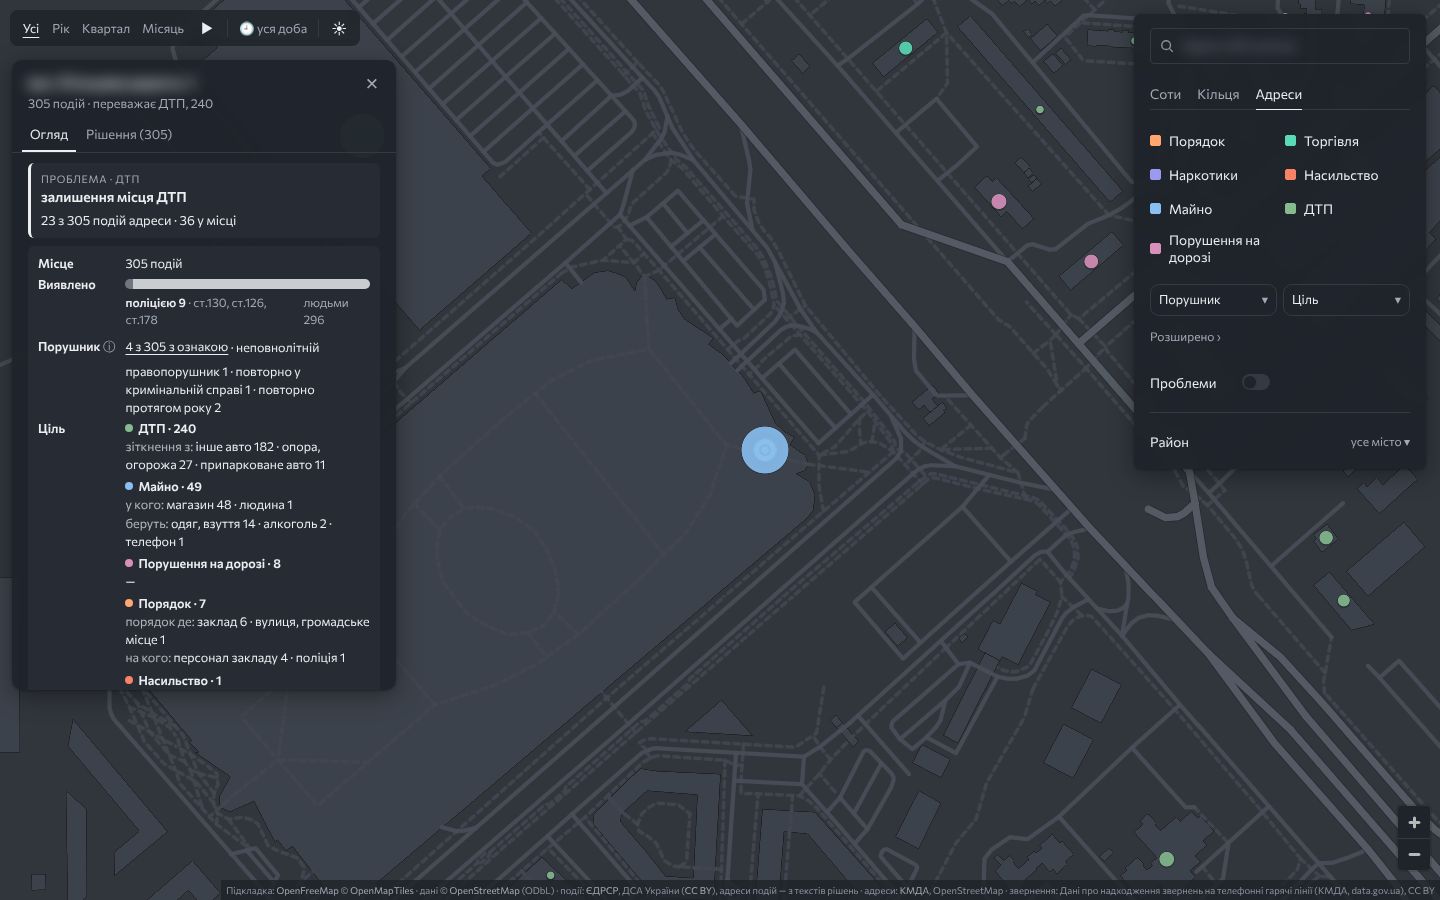 Усі Рік Квартал Місяць уся доба
305 подій · переважає ДТП, 240
Огляд Рішення (305)
ПРОБЛЕМА · ДТП
залишення місця ДТП
23 з 305 подій адреси · 36 у місці
Місце 305 подій
Виявлено
поліцією 9 · ст.130, ст.126, людьми
ст.178 296
Порушник ⓘ 4 з 305 з ознакою · неповнолітній
правопорушник 1 · повторно у
кримінальній справі 1 · повторно
протягом року 2
Ціль ДТП · 240
зіткнення з: інше авто 182 · опора,
огорожа 27 · припарковане авто 11
Майно · 49
у кого: магазин 48 · людина 1
беруть: одяг, взуття 14 · алкоголь 2 ·
телефон 1
Порушення на дорозі · 8
—
Порядок · 7
порядок де: заклад 6 · вулиця, громадське
місце 1
на кого: персонал закладу 4 · поліція 1
Насильство · 1
Соти Кільця Адреси
Порядок Торгівля
Наркотики Насильство
Майно ДТП
Порушення на
дорозі
Порушник ▾ Ціль ▾
Розширено ›
Проблеми
Район усе місто ▾
+
−
Підкладка: OpenFreeMap © OpenMapTiles · дані © OpenStreetMap (ODbL) · події: ЄДРСР, ДСА України (CC BY), адреси подій — з текстів рішень · адреси: КМДА, OpenStreetMap · звернення: Дані про надходження звернень на телефонні гарячі лінії (КМДА, data.gov.ua), CC BY